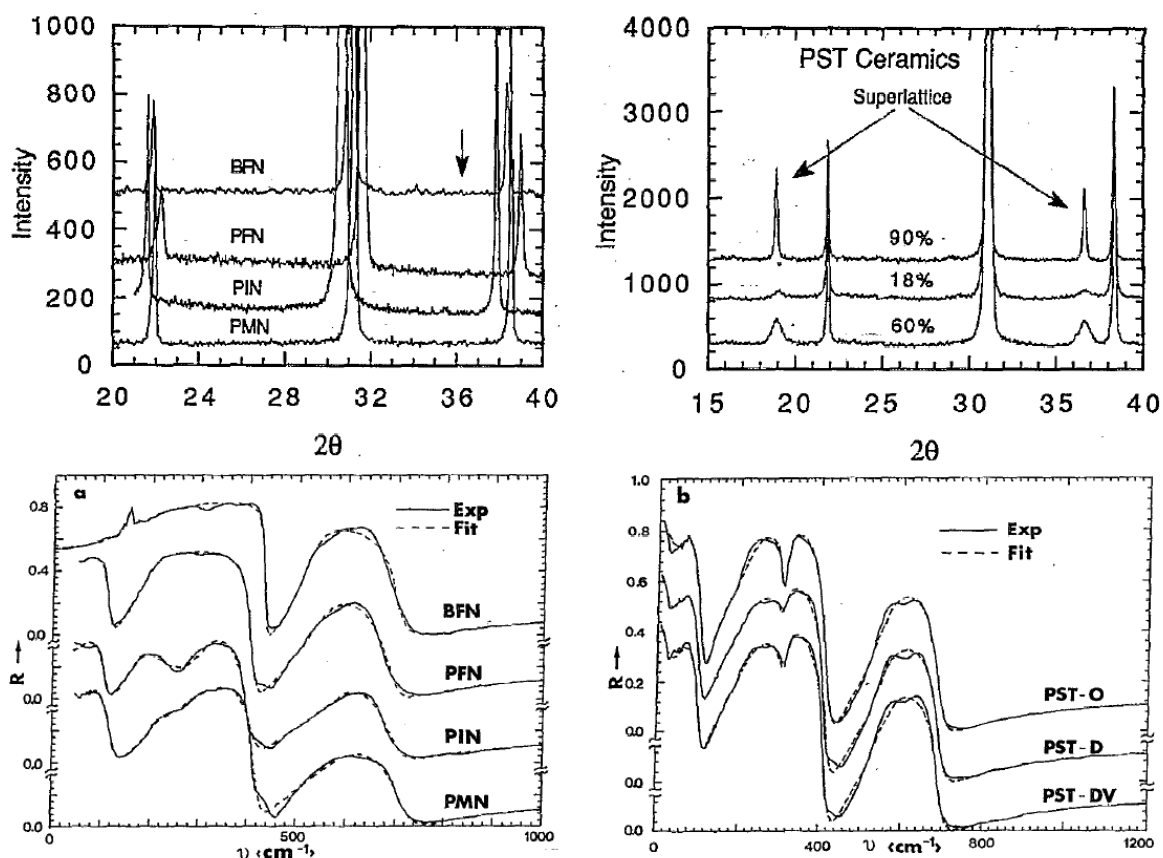 1000
800
600
400
200
0
Intensity
BFN
PFN
PIN
PMN
20
24
28
32
36
40
2θ
4000
3000
2000
1000
0
Intensity
PST Ceramics
Superlattice
90%
18%
60%
15
20
25
30
35
40
2θ
a
0.8
0.4
0.0
0.0
0.0
0.0
R
Exp
Fit
BFN
PFN
PIN
PMN
0
500
1000
υ (cm⁻¹)
b
1.0
0.8
0.6
0.4
0.2
0.0
0.0
0.0
R
Exp
Fit
PST-O
PST-D
PST-DV
0
400
υ (cm⁻¹)
800
1200